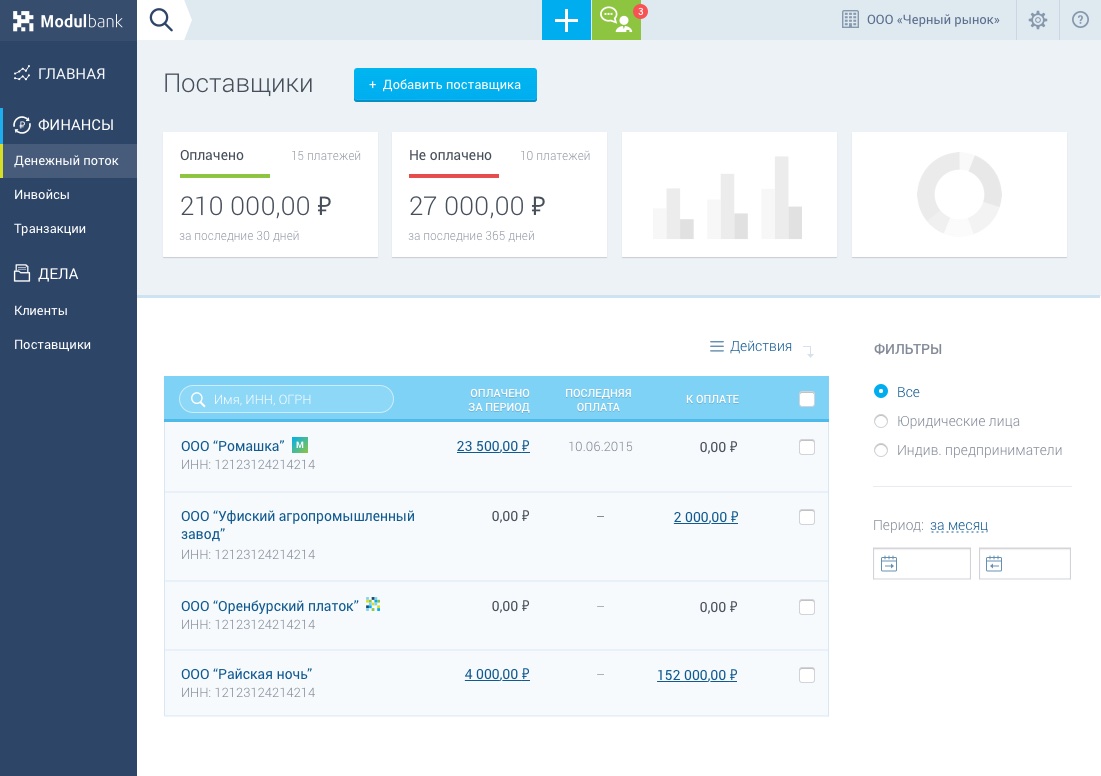 Modulbank
3
ООО «Черный рынок»
?
ГЛАВНАЯ
ФИНАНСЫ
Денежный поток
Инвойсы
Транзакции
ДЕЛА
Клиенты
Поставщики
Поставщики
+ Добавить поставщика
Оплачено
15 платежей
210 000,00 ₽
за последние 30 дней
Не оплачено
10 платежей
27 000,00 ₽
за последние 365 дней
Действия
Имя, ИНН, ОГРН
ОПЛАЧЕНО
ЗА ПЕРИОД
ПОСЛЕДНЯЯ
ОПЛАТА
К ОПЛАТЕ
ООО “Ромашка” M
23 500,00 ₽
10.06.2015
0,00 ₽
ИНН: 12123124214214
ООО “Уфиский агропромышленный
завод”
0,00 ₽
–
2 000,00 ₽
ИНН: 12123124214214
ООО “Оренбурский платок”
0,00 ₽
–
0,00 ₽
ИНН: 12123124214214
ООО “Райская ночь”
4 000,00 ₽
–
152 000,00 ₽
ИНН: 12123124214214
ФИЛЬТРЫ
Все
Юридические лица
Индив. предприниматели
Период: за месяц